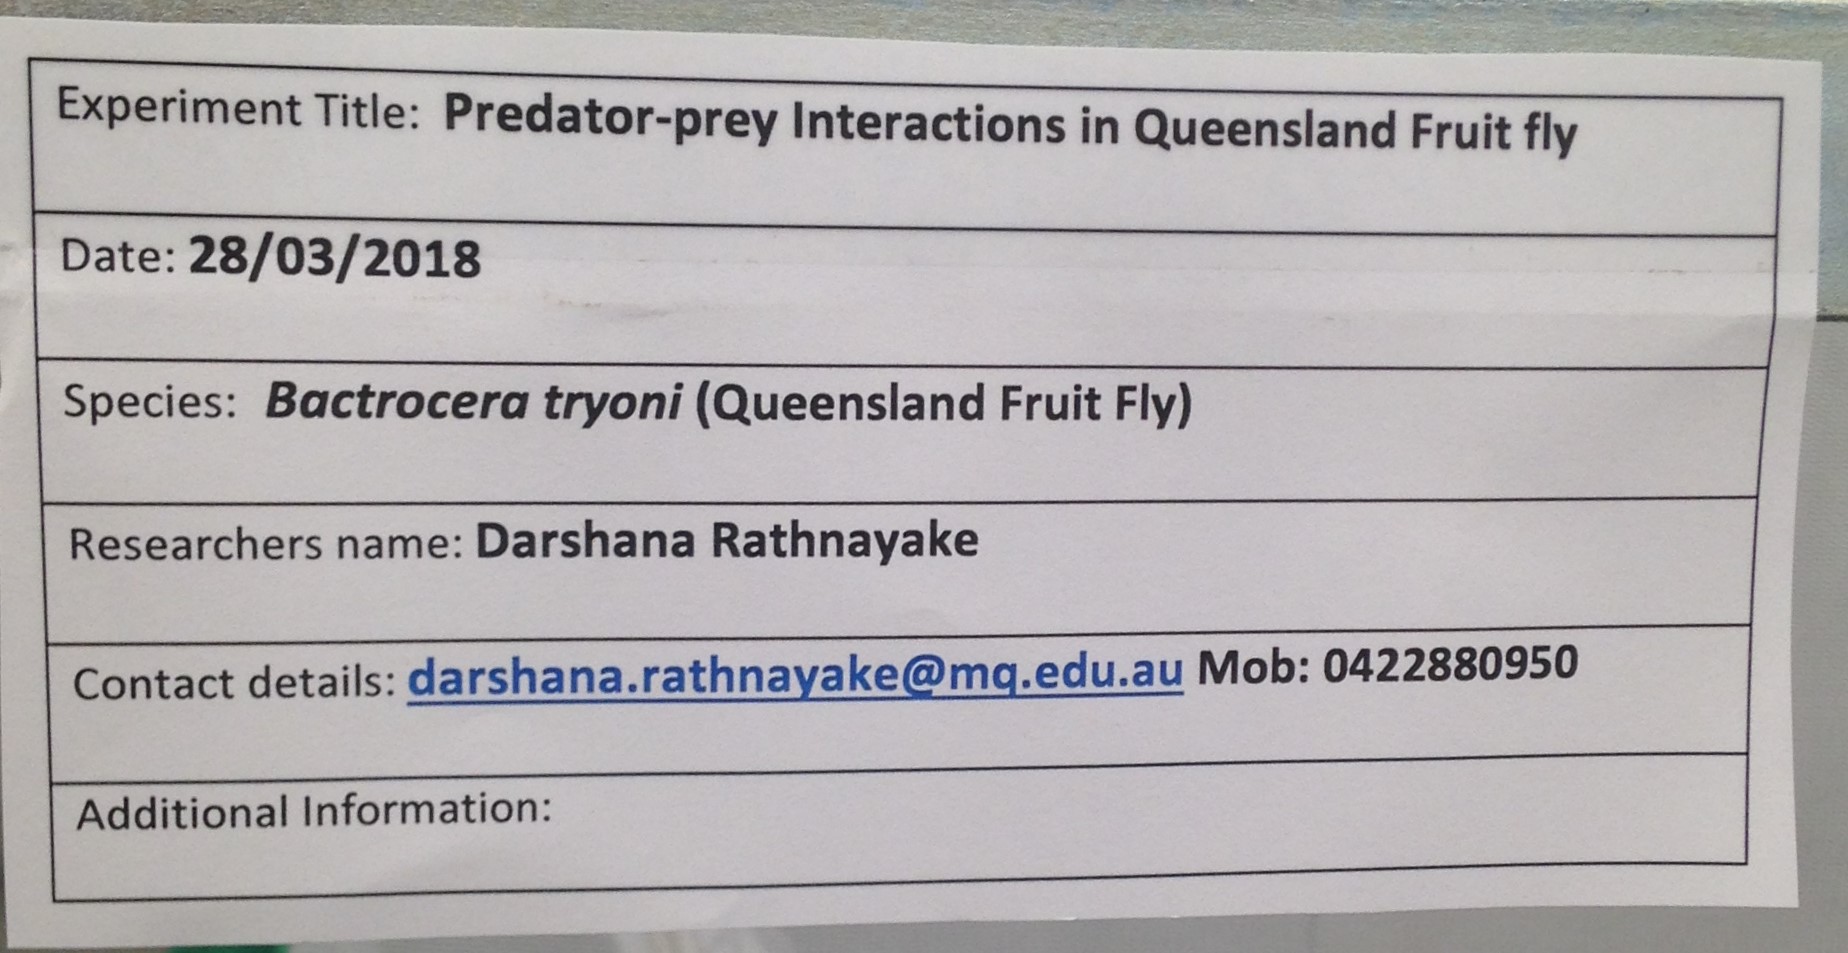 Experiment Title: Predator-prey Interactions in Queensland Fruit fly
Date: 28/03/2018
Species: Bactrocera tryoni (Queensland Fruit Fly)
Researchers name: Darshana Rathnayake
Contact details: darshana.rathnayake@mq.edu.au Mob: 0422880950
Additional Information: